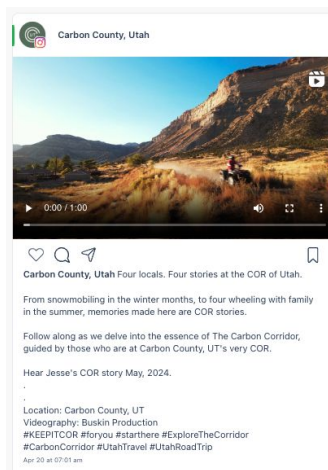 Carbon County, Utah
0:00 / 1:00
Carbon County, Utah Four locals. Four stories at the COR of Utah.
From snowmobiling in the winter months, to four wheeling with family
in the summer, memories made here are COR stories.
Follow along as we delve into the essence of The Carbon Corridor,
guided by those who are at Carbon County, UT's very COR.
Hear Jesse's COR story May, 2024.
.
.
Location: Carbon County, UT
Videography: Buskin Production
#KEEPITCOR #foryou #starthere #ExploreTheCorridor
#CarbonCorridor #UtahTravel #UtahRoadTrip
Apr 20 at 07:01 am